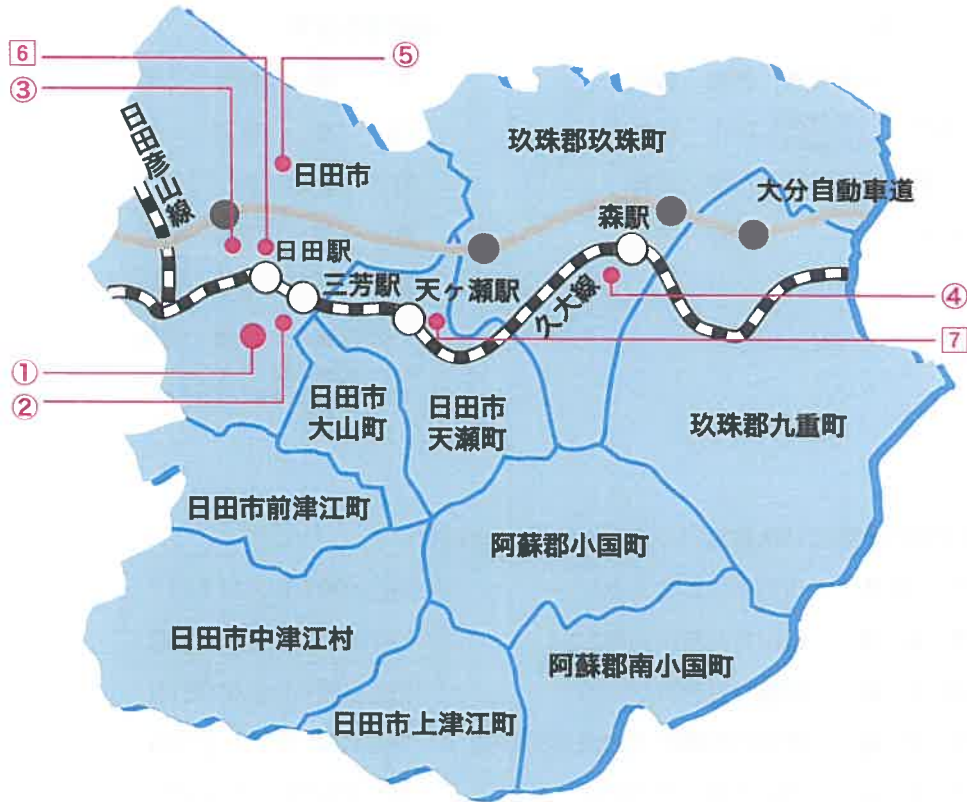 6
⑤
③
日田彦山線
日田市
玖珠郡玖珠町
大分自動車道
森駅
日田駅
三芳駅
天ヶ瀬駅
久大線
④
7
①
②
日田市
大山町
日田市
天瀬町
玖珠郡九重町
日田市前津江町
阿蘇郡小国町
日田市中津江村
阿蘇郡南小国町
日田市上津江町